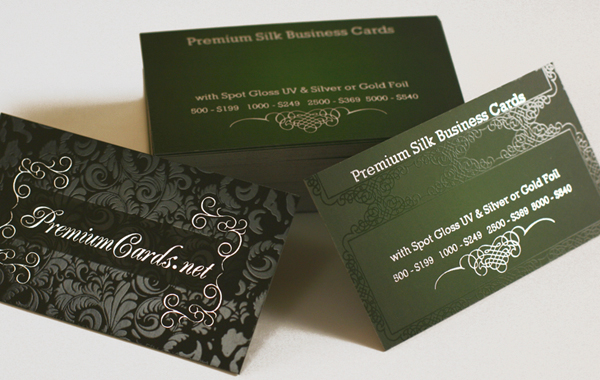 Premium Silk Business Cards
with Spot Gloss UV & Silver or Gold Foil
500 - $199 1000 - $249 2500 - $369 5000 - $540
PremiumCards.net
Premium Silk Business Cards
with Spot Gloss UV & Silver or Gold Foil
500 - $199 1000 - $249 2500 - $369 5000 - $540